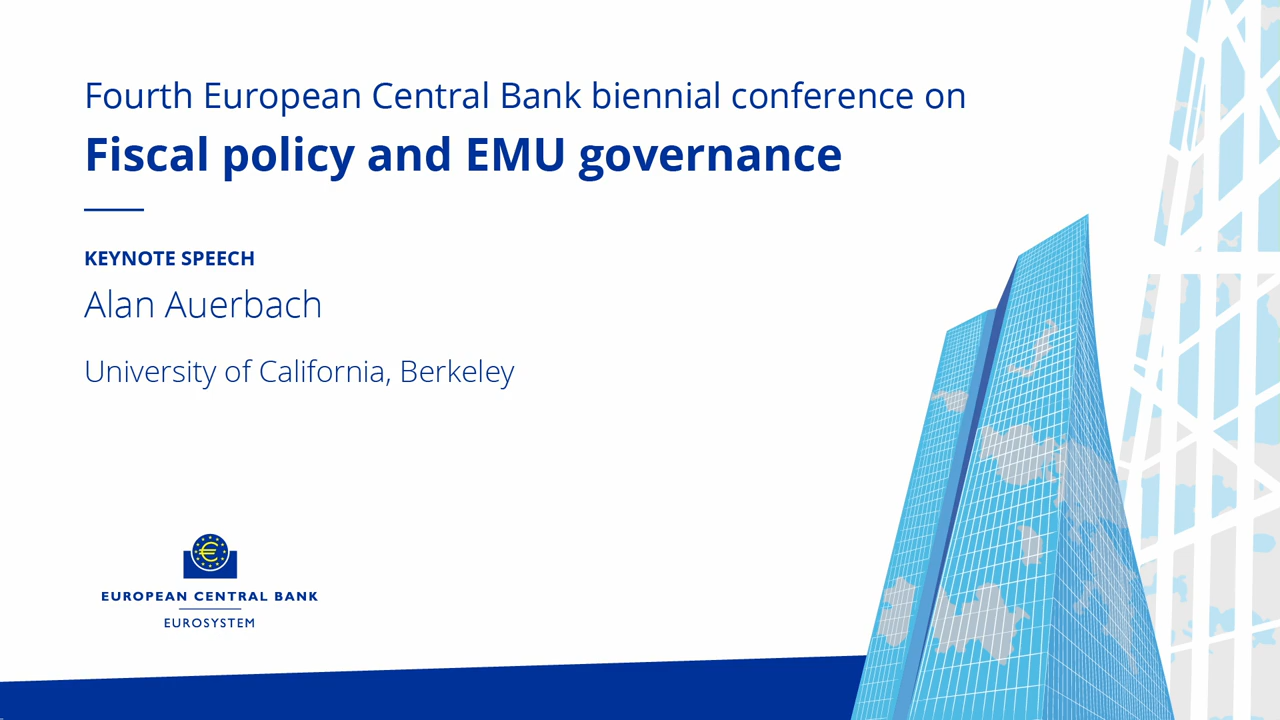 Fourth European Central Bank biennial conference on
Fiscal policy and EMU governance
KEYNOTE SPEECH
Alan Auerbach
University of California, Berkeley
€
EUROPEAN CENTRAL BANK
EUROSYSTEM